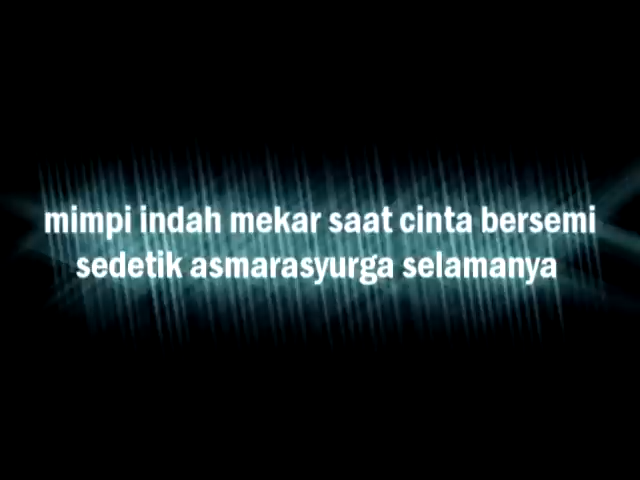 mimpi indah mekar saat cinta bersemi
sedetik asmarasyurga selamanya